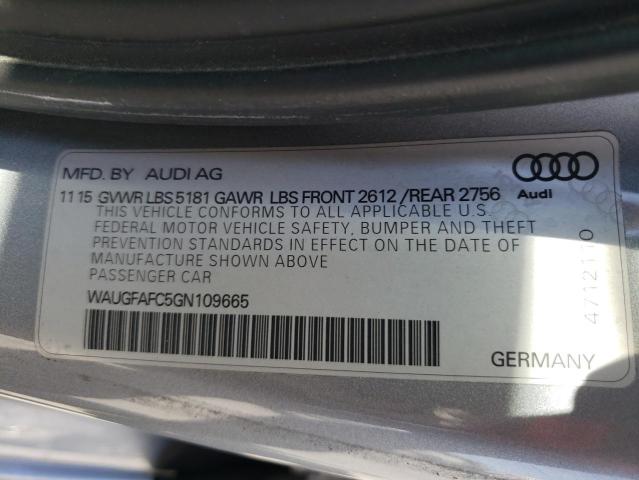 MFD. BY AUDI AG
11 15 GVWR LBS 5181 GAWR LBS FRONT 2612 /REAR 2756
THIS VEHICLE CONFORMS TO ALL APPLICABLE U.S.
FEDERAL MOTOR VEHICLE SAFETY, BUMPER AND THEFT
PREVENTION STANDARDS IN EFFECT ON THE DATE OF
MANUFACTURE SHOWN ABOVE
PASSENGER CAR
WAUGFAFC5GN109665
Audi
4712110
GERMANY